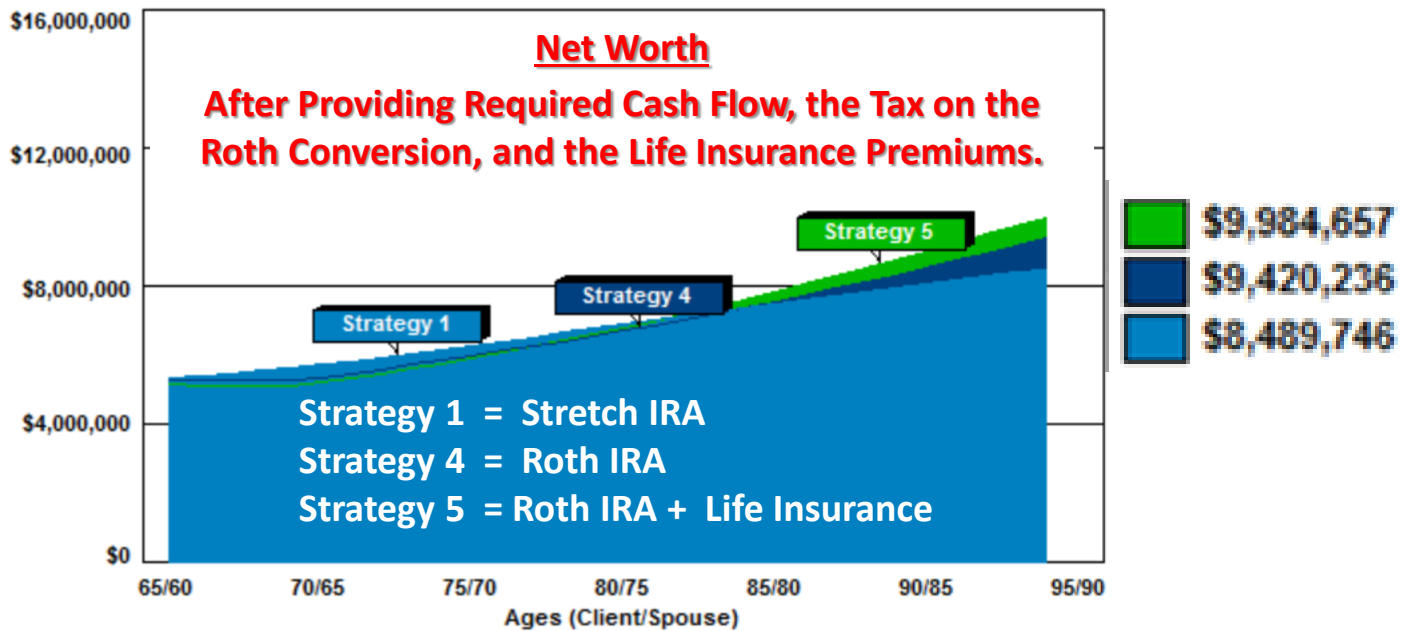 $16,000,000
Net Worth
After Providing Required Cash Flow, the Tax on the
Roth Conversion, and the Life Insurance Premiums.
$12,000,000
Strategy 5
$9,984,657
$9,420,236
$8,489,746
$8,000,000
Strategy 4
Strategy 1
$4,000,000
Strategy 1 = Stretch IRA
Strategy 4 = Roth IRA
Strategy 5 = Roth IRA + Life Insurance
$0
65/60 70/65 75/70 80/75 85/80 90/85 95/90
Ages (Client/Spouse)